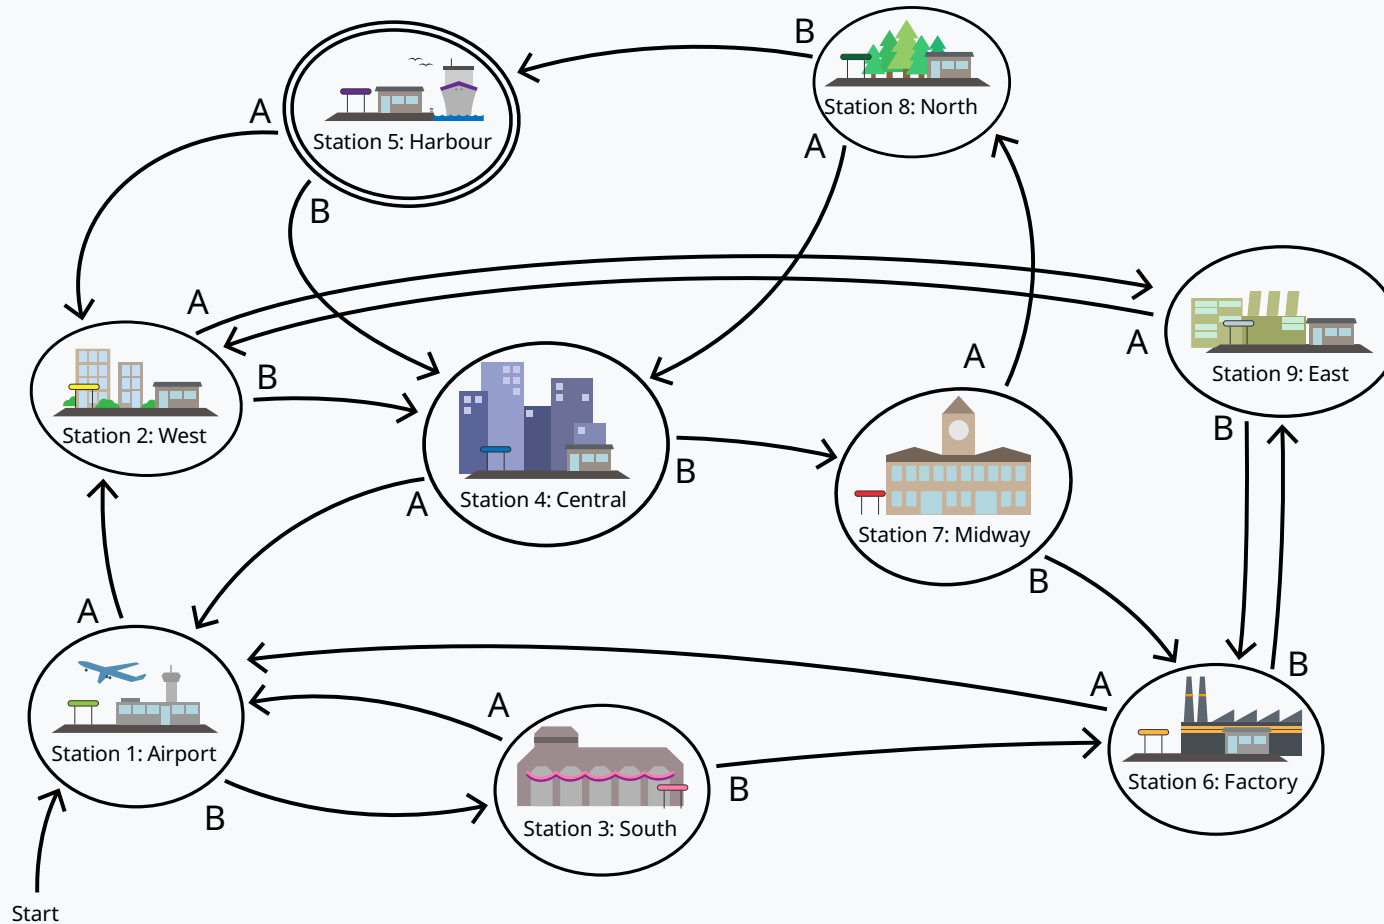 B
Station 8: North
A
Station 5: Harbour
A
B
A
A
Station 9: East
B
A
Station 2: West
B
A
Station 4: Central
B
A
Station 7: Midway
B
A
Station 1: Airport
B
A
Station 3: South
B
A
B
Station 6: Factory
Start